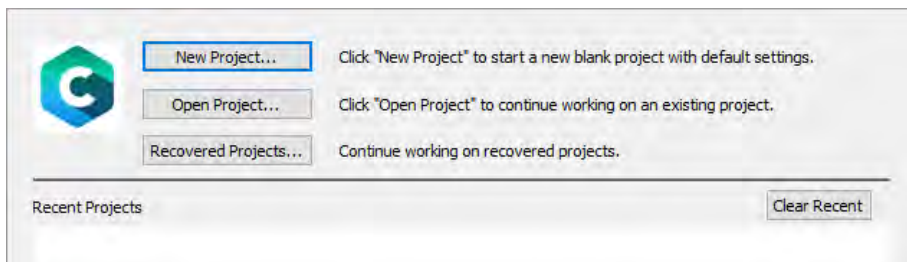 New Project... Click "New Project" to start a new blank project with default settings.
Open Project... Click "Open Project" to continue working on an existing project.
Recovered Projects... Continue working on recovered projects.
Recent Projects Clear Recent